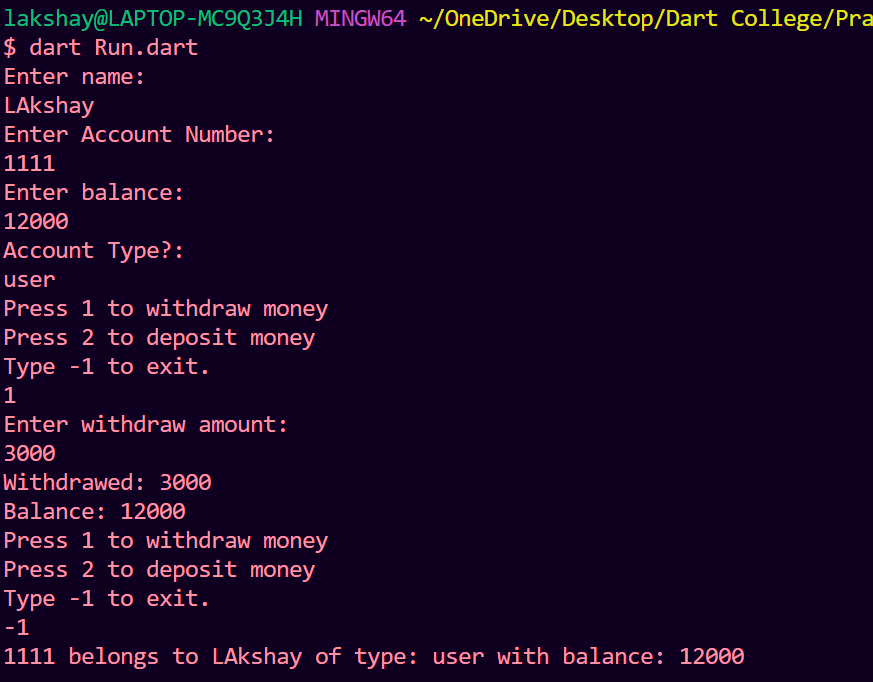 lakshay@LAPTOP-MC9Q3J4H MINGW64 ~/OneDrive/Desktop/Dart College/Pra
$ dart Run.dart
Enter name:
LAkshay
Enter Account Number:
1111
Enter balance:
12000
Account Type?:
user
Press 1 to withdraw money
Press 2 to deposit money
Type -1 to exit.
1
Enter withdraw amount:
3000
Withdrawed: 3000
Balance: 12000
Press 1 to withdraw money
Press 2 to deposit money
Type -1 to exit.
-1
1111 belongs to LAkshay of type: user with balance: 12000